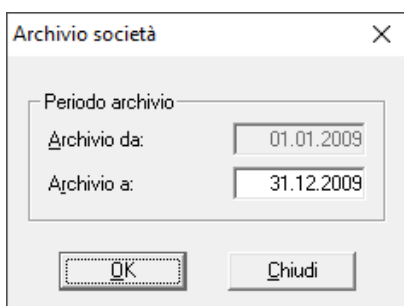 Archivio società
Periodo archivio
Archivio da: 01.01.2009
Archivio a: 31.12.2009
OK Chiudi